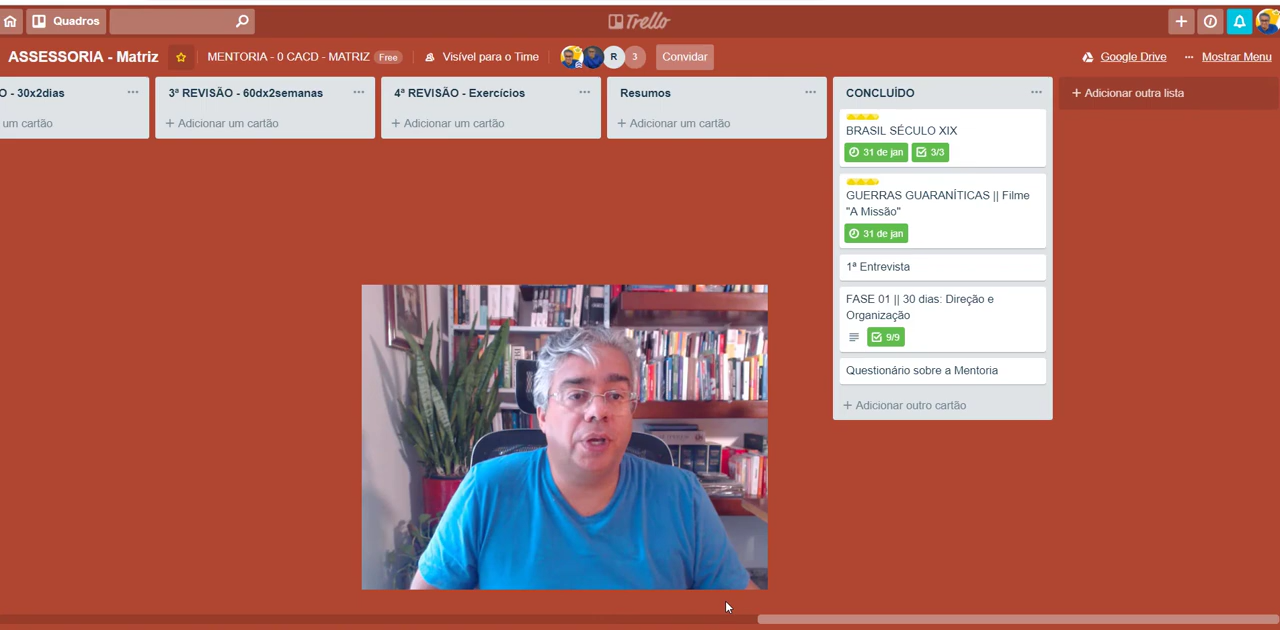 Quadros
Trello
ASSESSORIA - Matriz
MENTORIA - 0 CACD - MATRIZ Free
Visível para o Time
R
3
Convidar
Google Drive
Mostrar Menu
O - 30x2dias
um cartão
3ª REVISÃO - 60dx2semanas
+ Adicionar um cartão
4ª REVISÃO - Exercícios
+ Adicionar um cartão
Resumos
+ Adicionar um cartão
CONCLUÍDO
BRASIL SÉCULO XIX
31 de jan
3/3
GUERRAS GUARANÍTICAS || Filme
"A Missão"
31 de jan
1ª Entrevista
FASE 01 || 30 dias: Direção e
Organização
9/9
Questionário sobre a Mentoria
+ Adicionar outro cartão
+ Adicionar outra lista